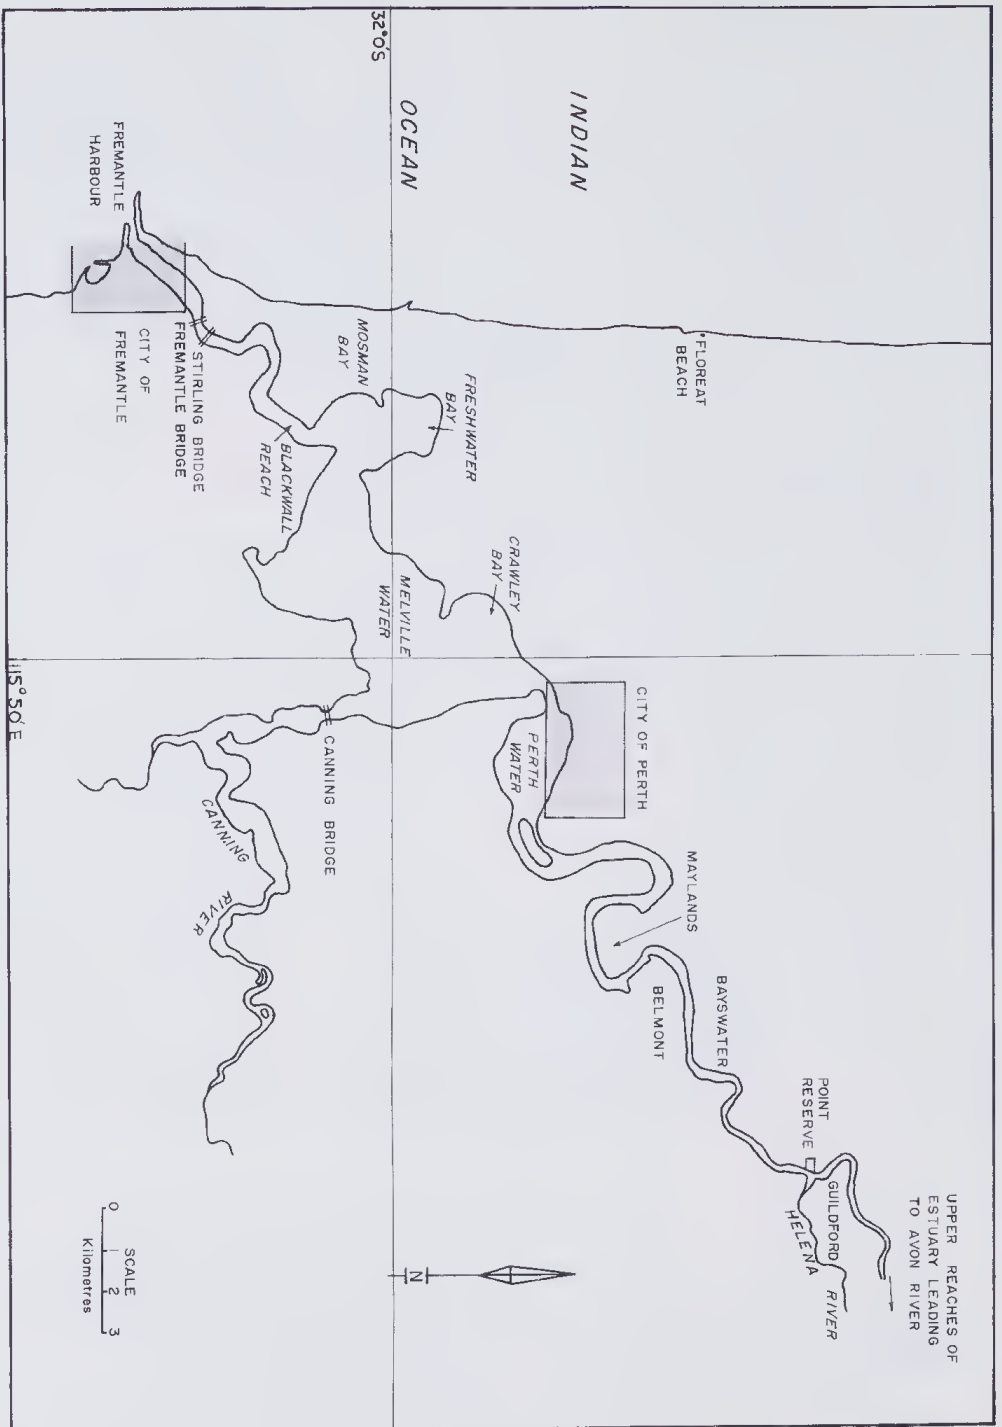 INDIAN
OCEAN
32°0'S
115°50'E
FLOREAT
BEACH
UPPER REACHES OF
ESTUARY LEADING
TO AVON RIVER
POINT
RESERVE
GUILDFORD
HELENA RIVER
BAYSWATER
BELMONT
MAYLANDS
CITY OF PERTH
PERTH
WATER
CRAWLEY
BAY
FRESHWATER
BAY
MOSMAN
BAY
MELVILLE
WATER
BLACKWALL
REACH
STIRLING BRIDGE
FREMANTLE BRIDGE
CITY OF
FREMANTLE
FREMANTLE
HARBOUR
CANNING BRIDGE
CANNING RIVER
N
SCALE
0 1 2 3
Kilometres